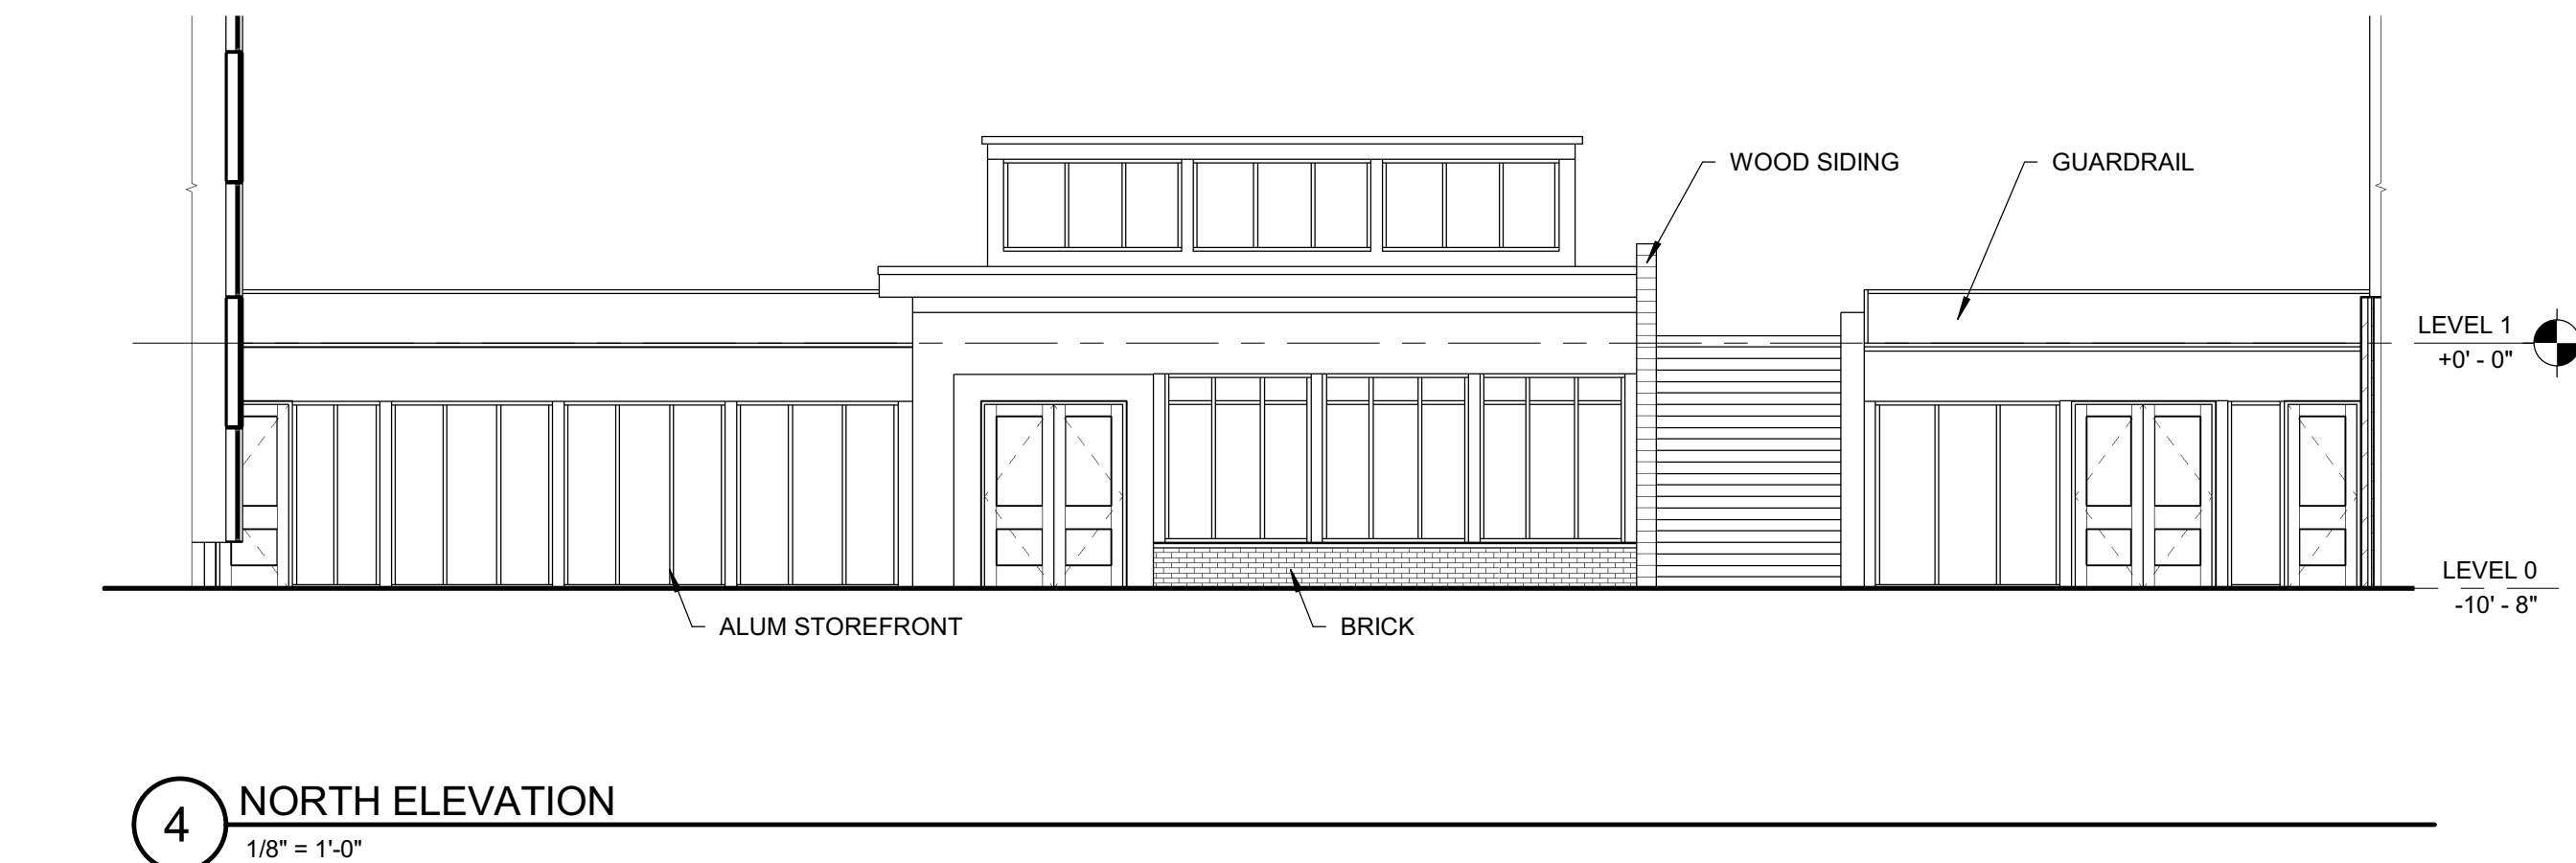 WOOD SIDING
GUARDRAIL
LEVEL 1
+0' - 0"
LEVEL 0
-10' - 8"
ALUM STOREFRONT
BRICK
4
NORTH ELEVATION
1/8" = 1'-0"